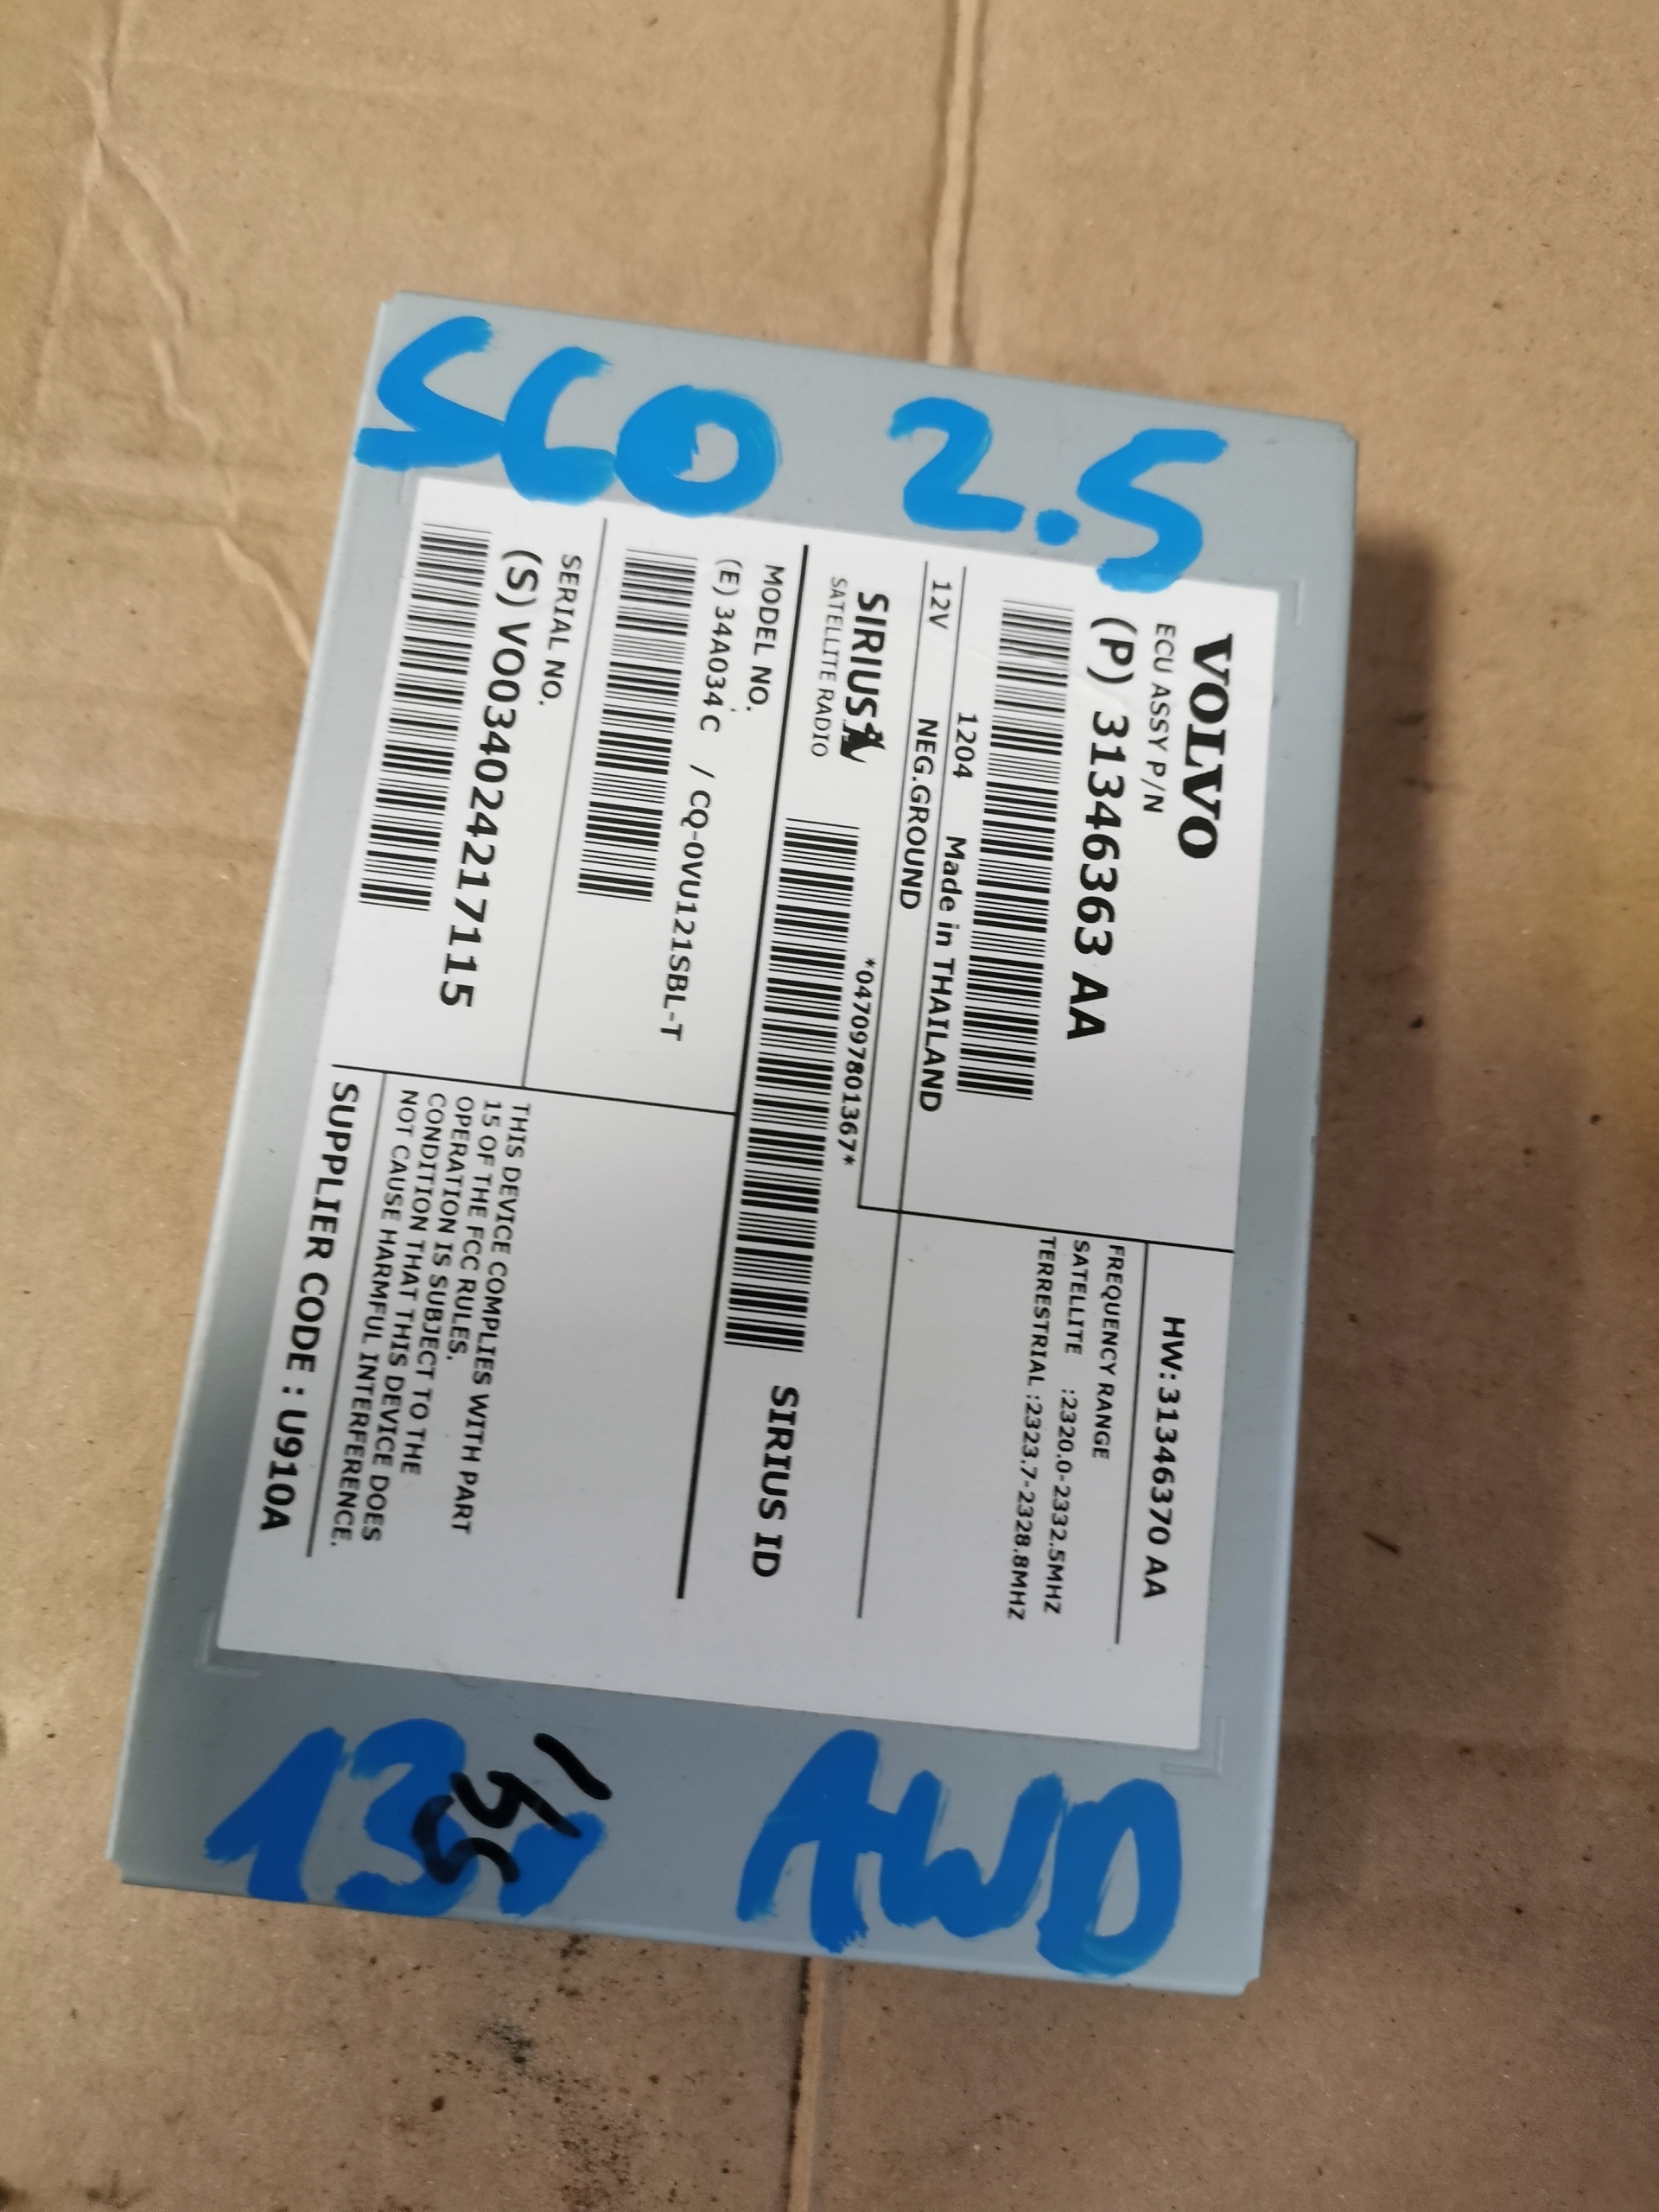 S60 2.5
VOLVO
ECU ASSY P/N
(P) 31346363 AA
1204 Made in THAILAND
12V NEG.GROUND
HW:31346370 AA
FREQUENCY RANGE
SATELLITE :2320.0-2332.5MHZ
TERRESTRIAL :2323.7-2328.8MHZ
SIRIUS
SATELLITE RADIO
*047097801367*
SIRIUS ID
MODEL NO.
(E) 34A034'C / CQ-0VU121SBL-T
SERIAL NO.
(S) VO034024217115
THIS DEVICE COMPLIES WITH PART
15 OF THE FCC RULES.
OPERATION IS SUBJECT TO THE
CONDITION THAT THIS DEVICE DOES
NOT CAUSE HARMFUL INTERFERENCE.
SUPPLIER CODE : U910A
AWD